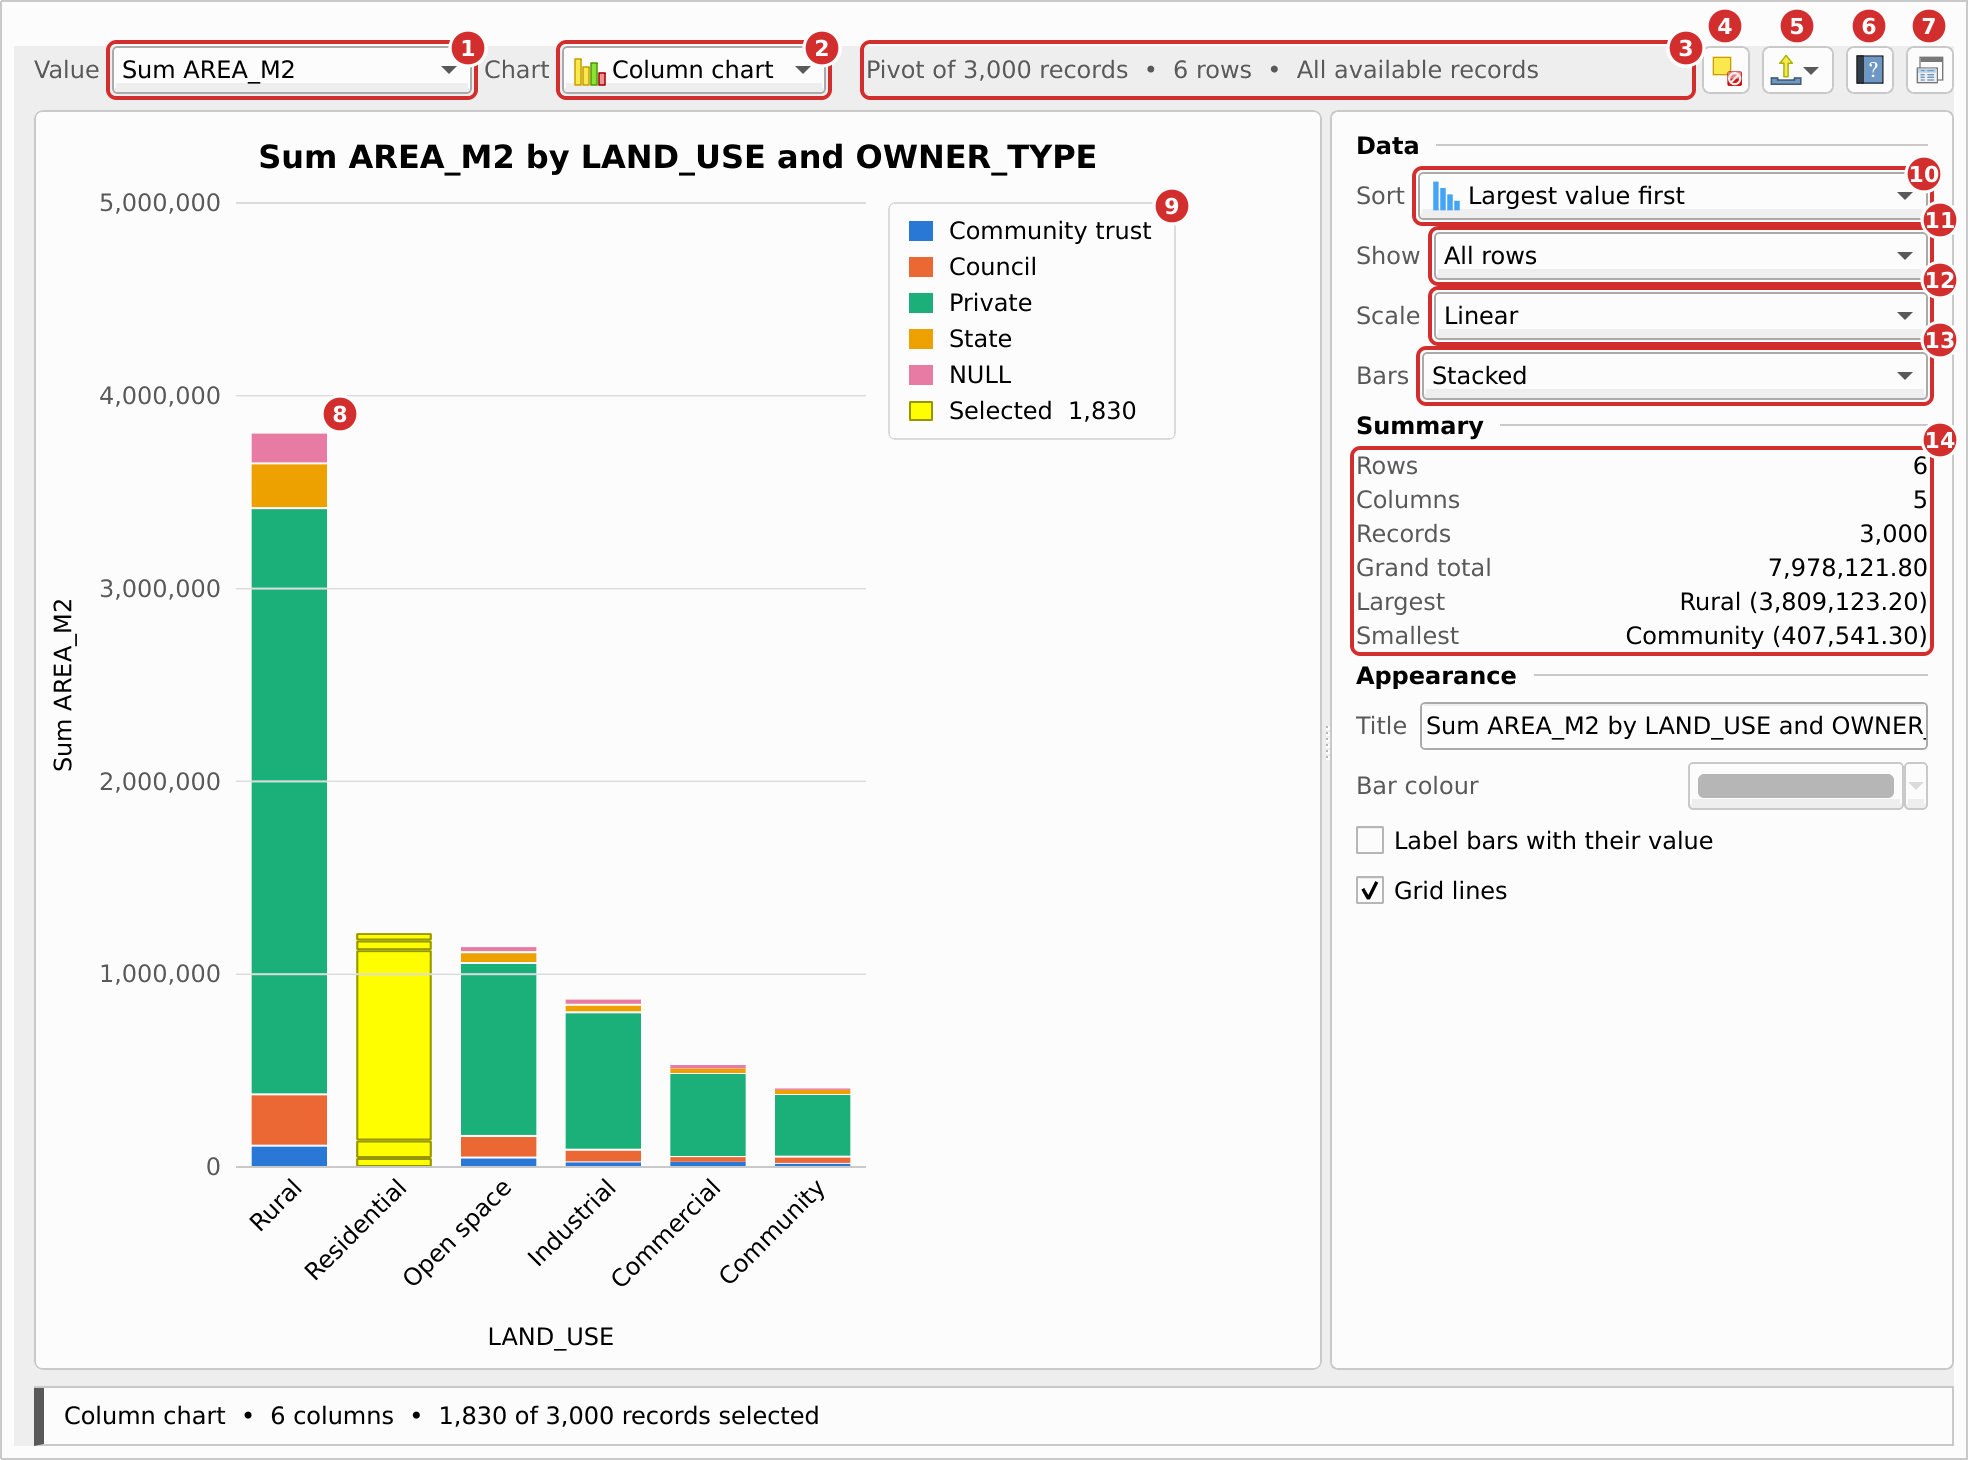 4 5 6 7
Value Sum AREA_M2 1 Chart Column chart 2 Pivot of 3,000 records • 6 rows • All available records 3 ?
Sum AREA_M2 by LAND_USE and OWNER_TYPE
5,000,000
4,000,000
3,000,000
2,000,000
1,000,000
0
Sum AREA_M2
8
9
Community trust
Council
Private
State
NULL
Selected 1,830
Rural
Residential
Open space
Industrial
Commercial
Community
LAND_USE
Data
Sort Largest value first 10
Show All rows 11
Scale Linear 12
Bars Stacked 13
Summary
14
Rows 6
Columns 5
Records 3,000
Grand total 7,978,121.80
Largest Rural (3,809,123.20)
Smallest Community (407,541.30)
Appearance
Title Sum AREA_M2 by LAND_USE and OWNER_
Bar colour
Label bars with their value
Grid lines
Column chart • 6 columns • 1,830 of 3,000 records selected